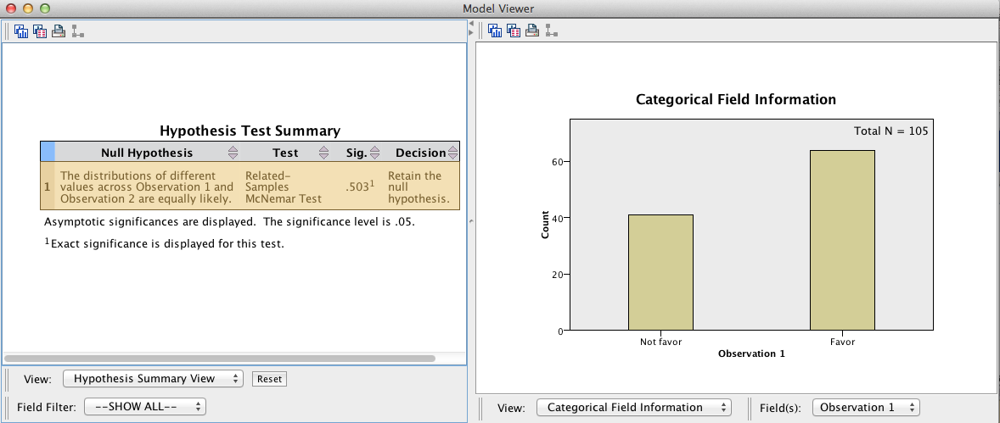 Model Viewer
Hypothesis Test Summary
Null Hypothesis Test Sig. Decision
1 The distributions of different values across Observation 1 and Observation 2 are equally likely. Related-Samples McNemar Test .503¹ Retain the null hypothesis.
Asymptotic significances are displayed. The significance level is .05.
¹Exact significance is displayed for this test.
View: Hypothesis Summary View Reset
Field Filter: --SHOW ALL--
Categorical Field Information
Total N = 105
Count
60
40
20
0
Not favor Favor
Observation 1
View: Categorical Field Information Field(s): Observation 1